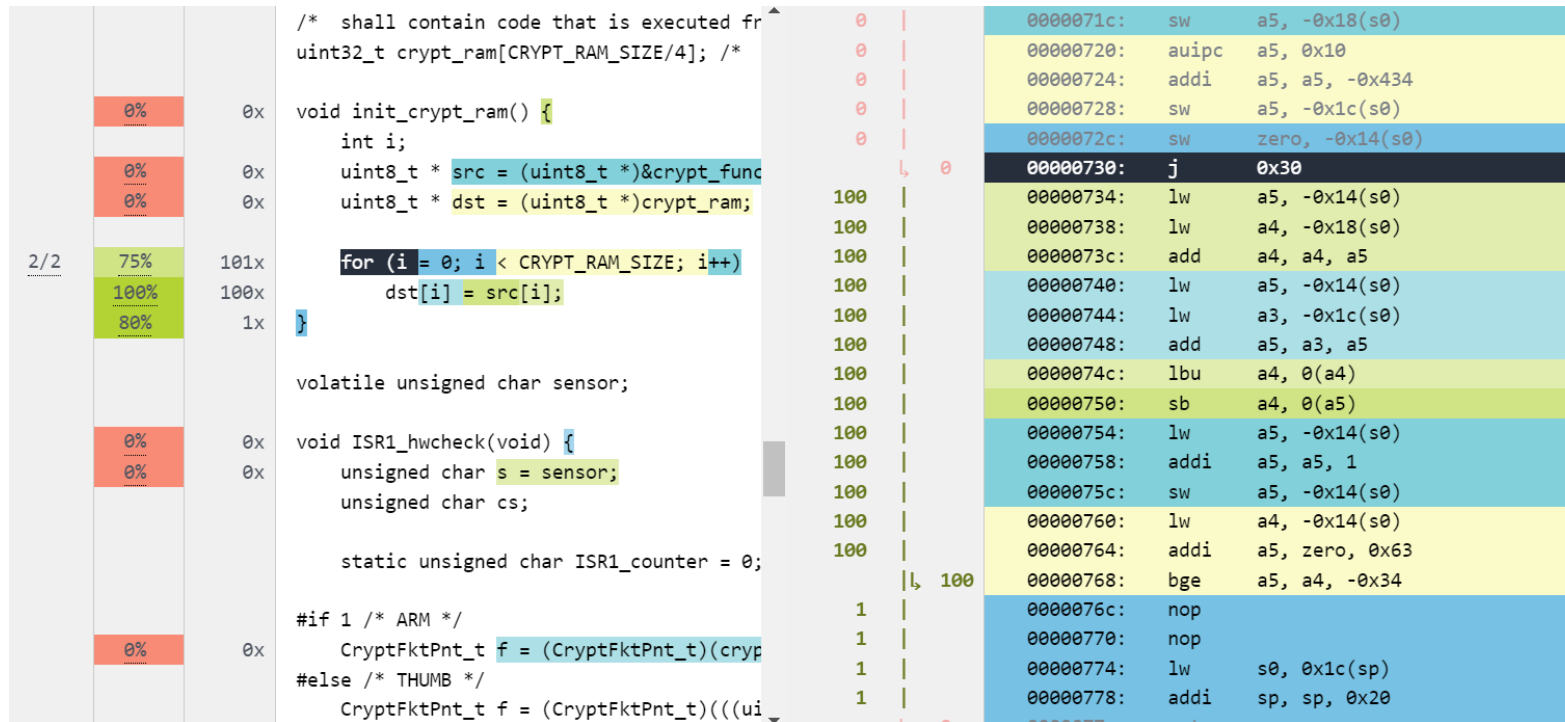 /*  shall contain code that is executed fr
uint32_t crypt_ram[CRYPT_RAM_SIZE/4]; /*
0% 0x void init_crypt_ram() {
int i;
0% 0x uint8_t * src = (uint8_t *)&crypt_func
0% 0x uint8_t * dst = (uint8_t *)crypt_ram;
2/2 75% 101x for (i = 0; i < CRYPT_RAM_SIZE; i++)
100% 100x dst[i] = src[i];
80% 1x }
volatile unsigned char sensor;
0% 0x void ISR1_hwcheck(void) {
0% 0x unsigned char s = sensor;
unsigned char cs;
static unsigned char ISR1_counter = 0;
#if 1 /* ARM */
0% 0x CryptFktPnt_t f = (CryptFktPnt_t)(cryp
#else /* THUMB */
CryptFktPnt_t f = (CryptFktPnt_t)(((ui
0 | 0000071c: sw a5, -0x18(s0)
0 | 00000720: auipc a5, 0x10
0 | 00000724: addi a5, a5, -0x434
0 | 00000728: sw a5, -0x1c(s0)
0 | 0000072c: sw zero, -0x14(s0)
↳ 0 00000730: j 0x30
100 | 00000734: lw a5, -0x14(s0)
100 | 00000738: lw a4, -0x18(s0)
100 | 0000073c: add a4, a4, a5
100 | 00000740: lw a5, -0x14(s0)
100 | 00000744: lw a3, -0x1c(s0)
100 | 00000748: add a5, a3, a5
100 | 0000074c: lbu a4, 0(a4)
100 | 00000750: sb a4, 0(a5)
100 | 00000754: lw a5, -0x14(s0)
100 | 00000758: addi a5, a5, 1
100 | 0000075c: sw a5, -0x14(s0)
100 | 00000760: lw a4, -0x14(s0)
100 | 00000764: addi a5, zero, 0x63
|↳ 100 00000768: bge a5, a4, -0x34
1 | 0000076c: nop
1 | 00000770: nop
1 | 00000774: lw s0, 0x1c(sp)
1 | 00000778: addi sp, sp, 0x20